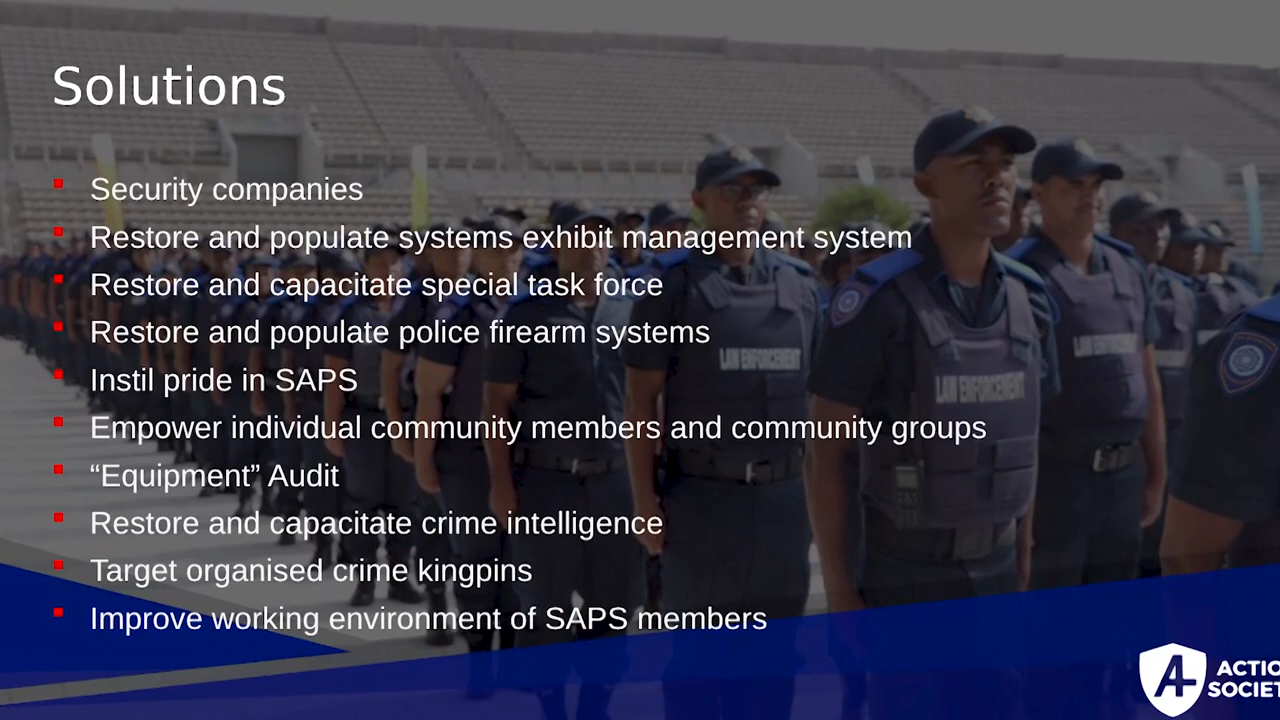 Solutions
Security companies
Restore and populate systems exhibit management system
Restore and capacitate special task force
Restore and populate police firearm systems
Instil pride in SAPS
Empower individual community members and community groups
“Equipment” Audit
Restore and capacitate crime intelligence
Target organised crime kingpins
Improve working environment of SAPS members
LAW ENFORCEMENT
LAW ENFORCEMENT
LAW ENFORCEMENT
A+
ACTIO
SOCIET